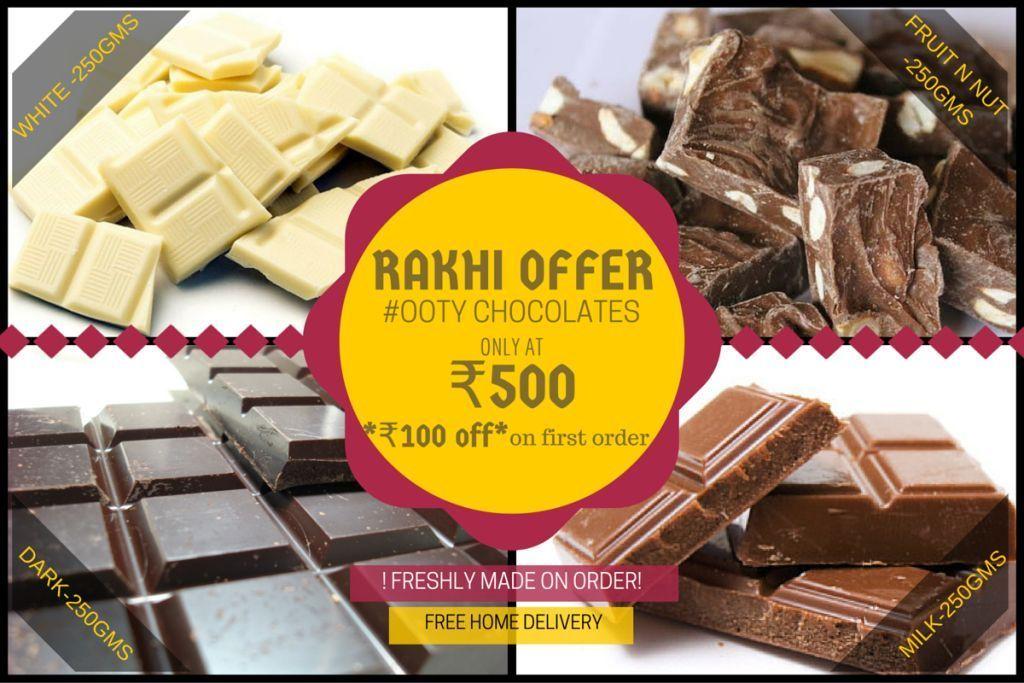 WHITE -250GMS
FRUIT N NUT
-250GMS
RAKHI OFFER
#OOTY CHOCOLATES
ONLY AT
₹500
*₹100 off* on first order
DARK-250GMS
MILK-250GMS
! FRESHLY MADE ON ORDER!
FREE HOME DELIVERY